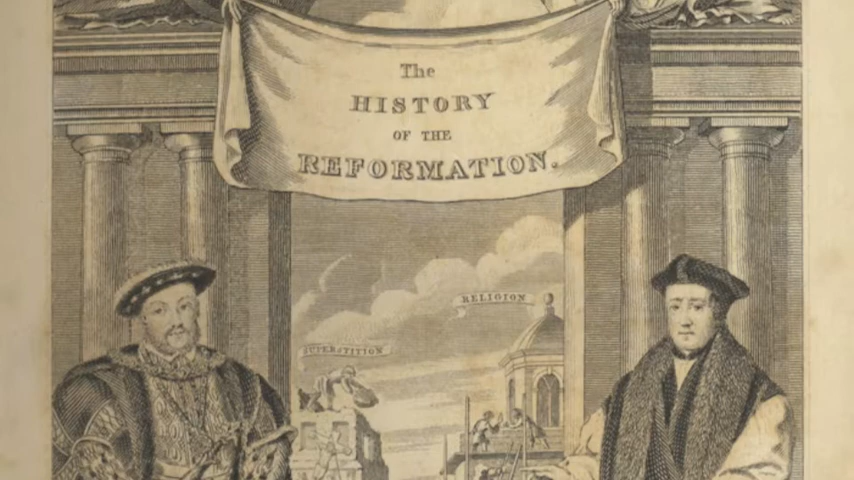 The
HISTORY
OF THE
REFORMATION.
RELIGION
SUPERSTITION